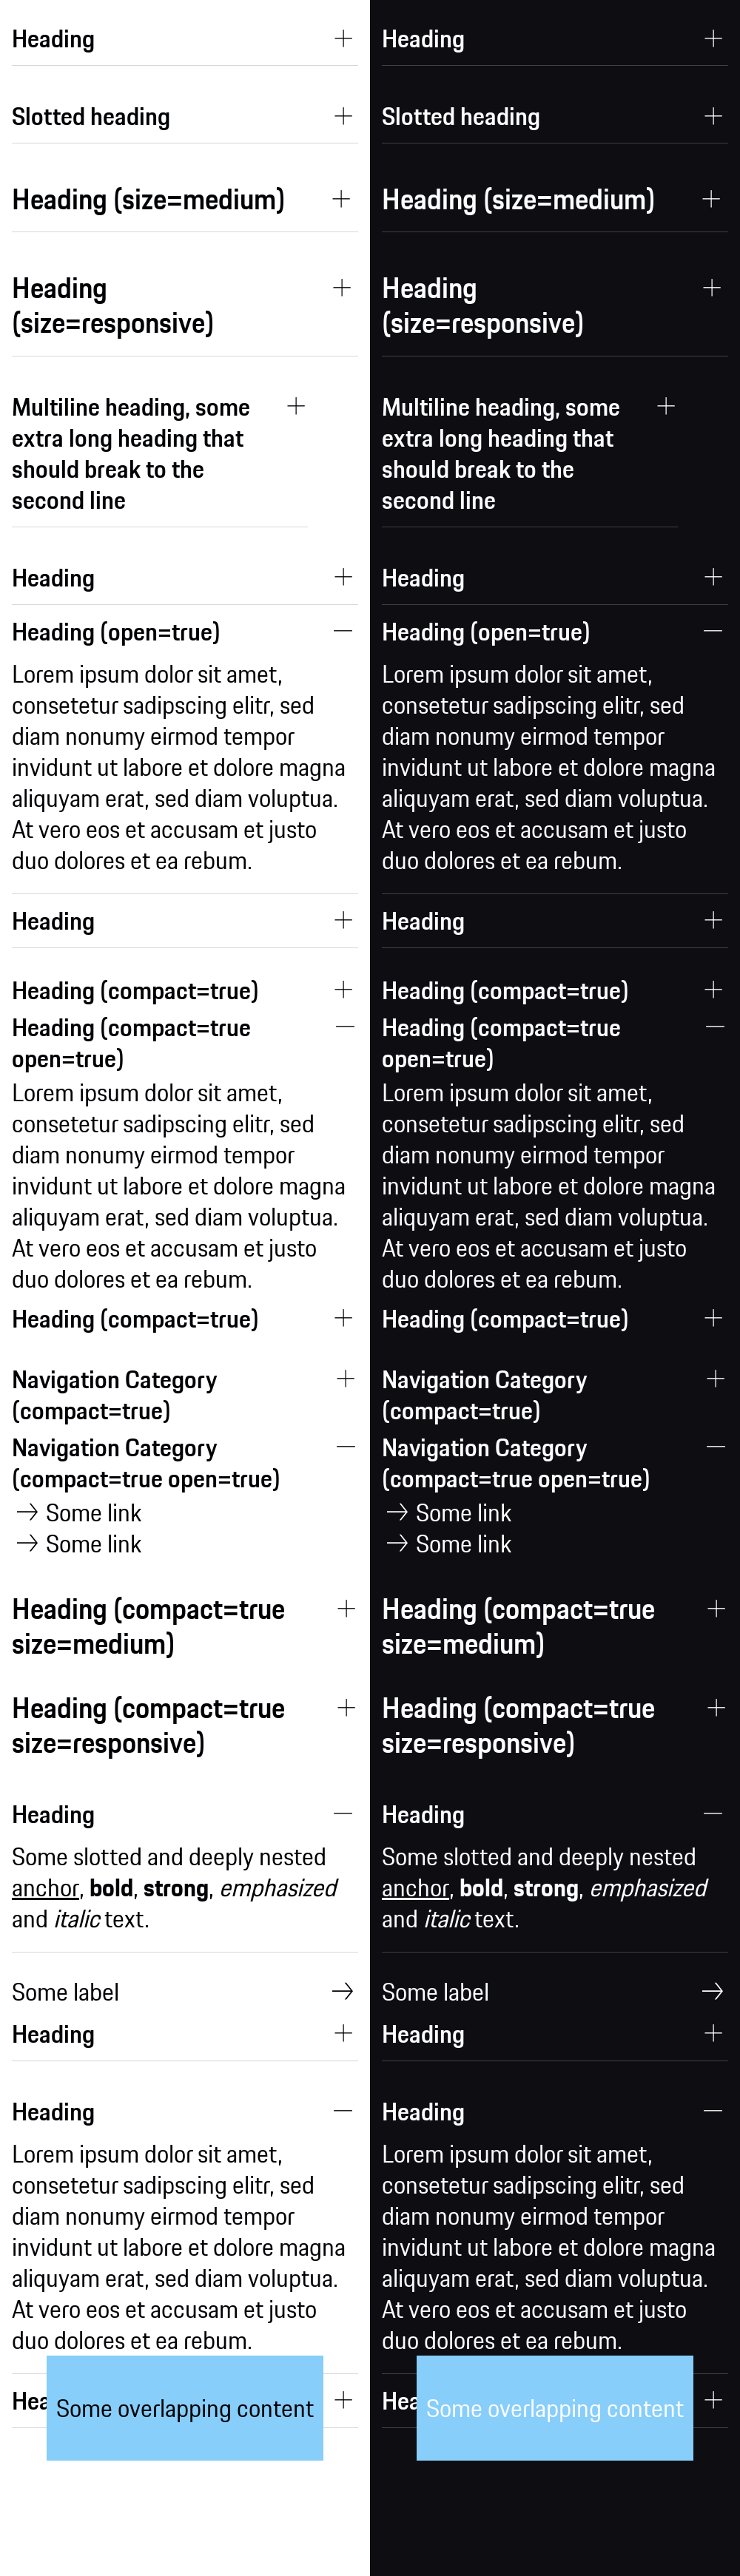 Heading
Slotted heading
Heading (size=medium)
Heading
(size=responsive)
Multiline heading, some
extra long heading that
should break to the
second line
Heading
Heading (open=true)
Lorem ipsum dolor sit amet,
consetetur sadipscing elitr, sed
diam nonumy eirmod tempor
invidunt ut labore et dolore magna
aliquyam erat, sed diam voluptua.
At vero eos et accusam et justo
duo dolores et ea rebum.
Heading
Heading (compact=true)
Heading (compact=true
open=true)
Lorem ipsum dolor sit amet,
consetetur sadipscing elitr, sed
diam nonumy eirmod tempor
invidunt ut labore et dolore magna
aliquyam erat, sed diam voluptua.
At vero eos et accusam et justo
duo dolores et ea rebum.
Heading (compact=true)
Navigation Category
(compact=true)
Navigation Category
(compact=true open=true)
Some link
Some link
Heading (compact=true
size=medium)
Heading (compact=true
size=responsive)
Heading
Some slotted and deeply nested
anchor, bold, strong, emphasized
and italic text.
Some label
Heading
Heading
Lorem ipsum dolor sit amet,
consetetur sadipscing elitr, sed
diam nonumy eirmod tempor
invidunt ut labore et dolore magna
aliquyam erat, sed diam voluptua.
At vero eos et accusam et justo
duo dolores et ea rebum.
Some overlapping content
Heading
Slotted heading
Heading (size=medium)
Heading
(size=responsive)
Multiline heading, some
extra long heading that
should break to the
second line
Heading
Heading (open=true)
Lorem ipsum dolor sit amet,
consetetur sadipscing elitr, sed
diam nonumy eirmod tempor
invidunt ut labore et dolore magna
aliquyam erat, sed diam voluptua.
At vero eos et accusam et justo
duo dolores et ea rebum.
Heading
Heading (compact=true)
Heading (compact=true
open=true)
Lorem ipsum dolor sit amet,
consetetur sadipscing elitr, sed
diam nonumy eirmod tempor
invidunt ut labore et dolore magna
aliquyam erat, sed diam voluptua.
At vero eos et accusam et justo
duo dolores et ea rebum.
Heading (compact=true)
Navigation Category
(compact=true)
Navigation Category
(compact=true open=true)
Some link
Some link
Heading (compact=true
size=medium)
Heading (compact=true
size=responsive)
Heading
Some slotted and deeply nested
anchor, bold, strong, emphasized
and italic text.
Some label
Heading
Heading
Lorem ipsum dolor sit amet,
consetetur sadipscing elitr, sed
diam nonumy eirmod tempor
invidunt ut labore et dolore magna
aliquyam erat, sed diam voluptua.
At vero eos et accusam et justo
duo dolores et ea rebum.
Some overlapping content